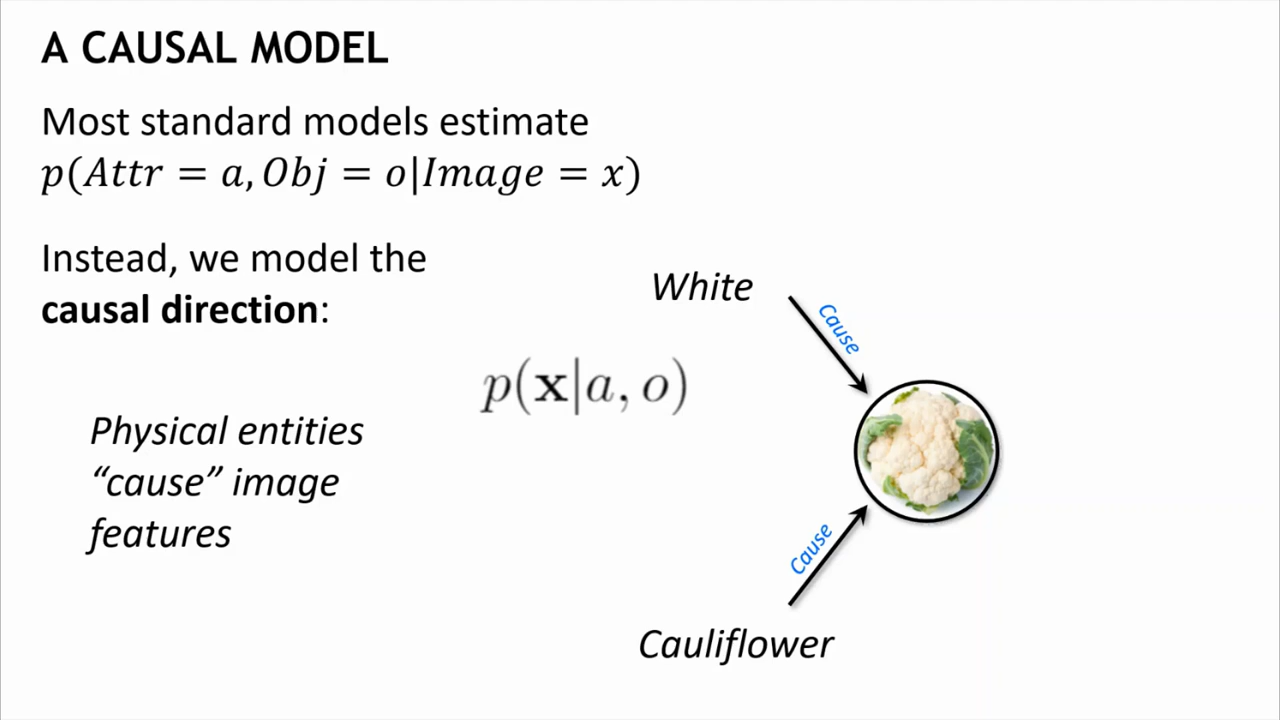 A CAUSAL MODEL
Most standard models estimate
p(Attr = a, Obj = o|Image = x)
Instead, we model the
causal direction:
White
Cause
p(x|a, o)
Physical entities
“cause” image
features
Cause
Cauliflower